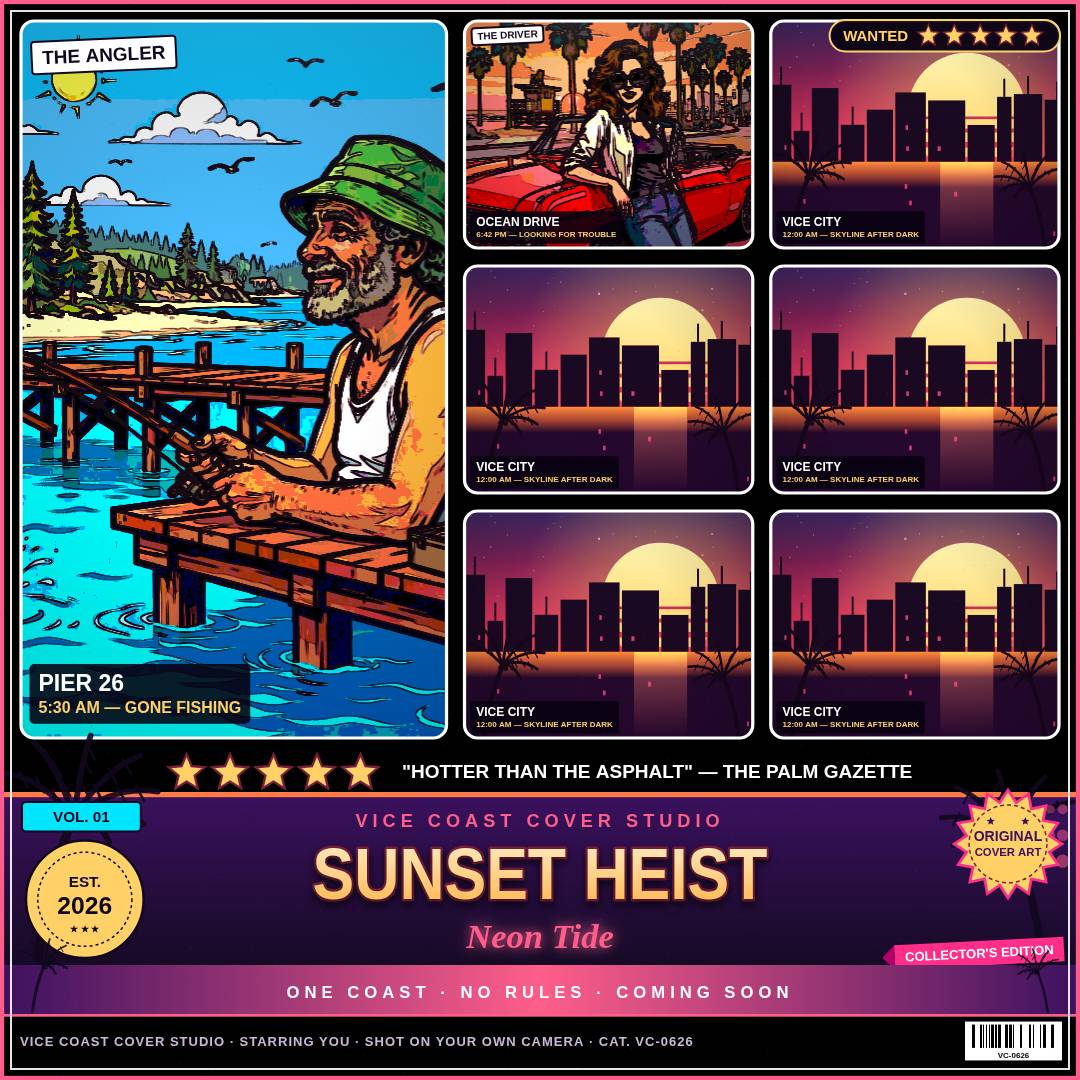 THE ANGLER
PIER 26
5:30 AM — GONE FISHING
THE DRIVER
OCEAN DRIVE
6:42 PM — LOOKING FOR TROUBLE
WANTED
VICE CITY
12:00 AM — SKYLINE AFTER DARK
VICE CITY
12:00 AM — SKYLINE AFTER DARK
VICE CITY
12:00 AM — SKYLINE AFTER DARK
VICE CITY
12:00 AM — SKYLINE AFTER DARK
VICE CITY
12:00 AM — SKYLINE AFTER DARK
"HOTTER THAN THE ASPHALT" — THE PALM GAZETTE
VOL. 01
EST.
2026
VICE COAST COVER STUDIO
SUNSET HEIST
Neon Tide
ORIGINAL
COVER ART
COLLECTOR'S EDITION
ONE COAST · NO RULES · COMING SOON
VICE COAST COVER STUDIO · STARRING YOU · SHOT ON YOUR OWN CAMERA · CAT. VC-0626
VC-0626